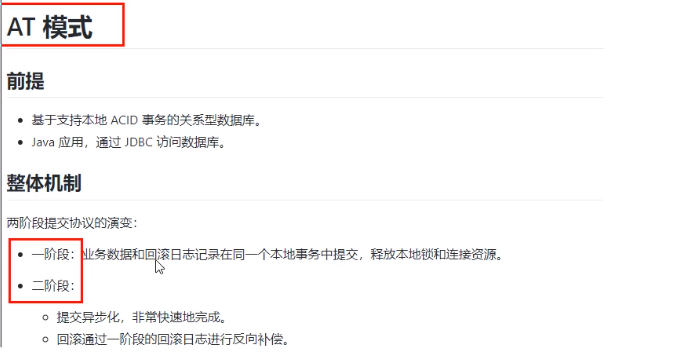 AT 模式
前提
基于支持本地 ACID 事务的关系型数据库。
Java 应用，通过 JDBC 访问数据库。
整体机制
两阶段提交协议的演变：
一阶段：业务数据和回滚日志记录在同一个本地事务中提交，释放本地锁和连接资源。
二阶段：
提交异步化，非常快速地完成。
回滚通过一阶段的回滚日志进行反向补偿。